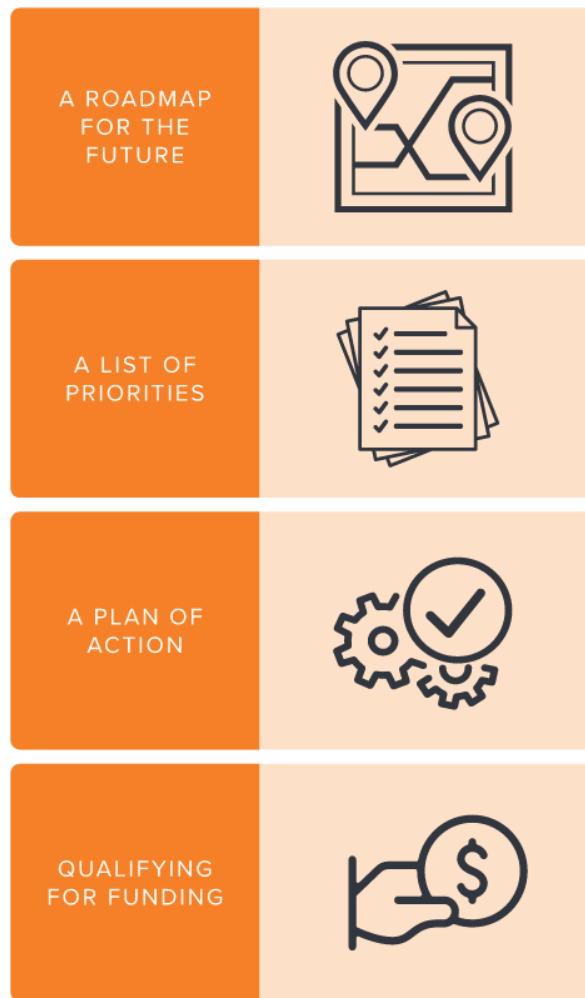 A ROADMAP
FOR THE
FUTURE
A LIST OF
PRIORITIES
A PLAN OF
ACTION
QUALIFYING
FOR FUNDING
$